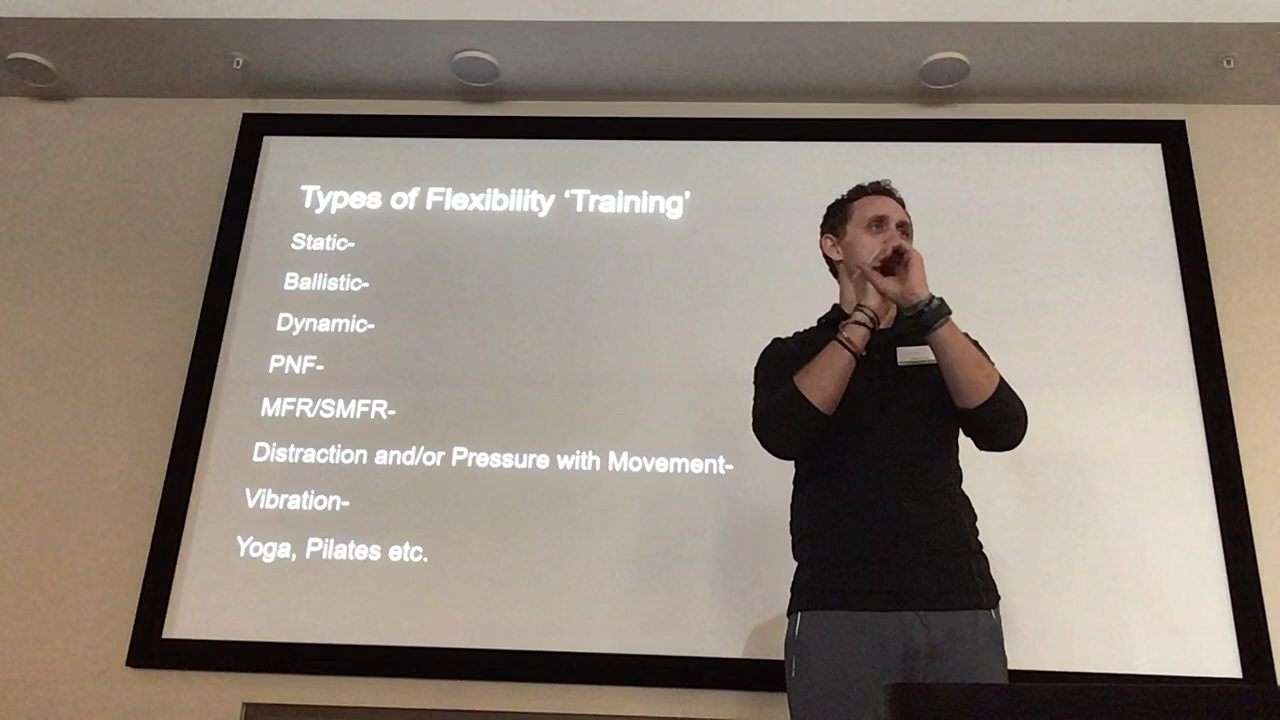 Types of Flexibility ‘Training’
Static-
Ballistic-
Dynamic-
PNF-
MFR/SMFR-
Distraction and/or Pressure with Movement-
Vibration-
Yoga, Pilates etc.